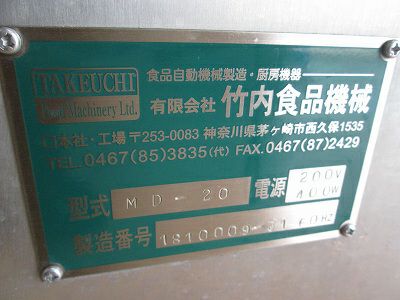 TAKEUCHI
Food Machinery Ltd.
食品自動機械製造・厨房機器
有限会社 竹内食品機械
本社・工場 〒253-0083 神奈川県茅ヶ崎市西久保1535
TEL.0467(85)3835(代) FAX.0467(87)2429
型式 MD-20 電源 200V
400W
製造番号 1810009-31 60HZ